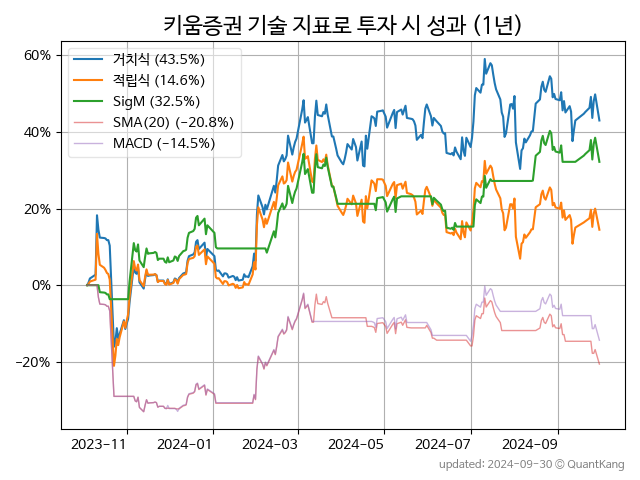 키움증권 기술 지표로 투자 시 성과 (1년)
60%
40%
20%
0%
−20%
거치식 (43.5%)
적립식 (14.6%)
SigM (32.5%)
SMA(20) (−20.8%)
MACD (−14.5%)
2023-11
2024-01
2024-03
2024-05
2024-07
2024-09
updated: 2024-09-30 © QuantKang